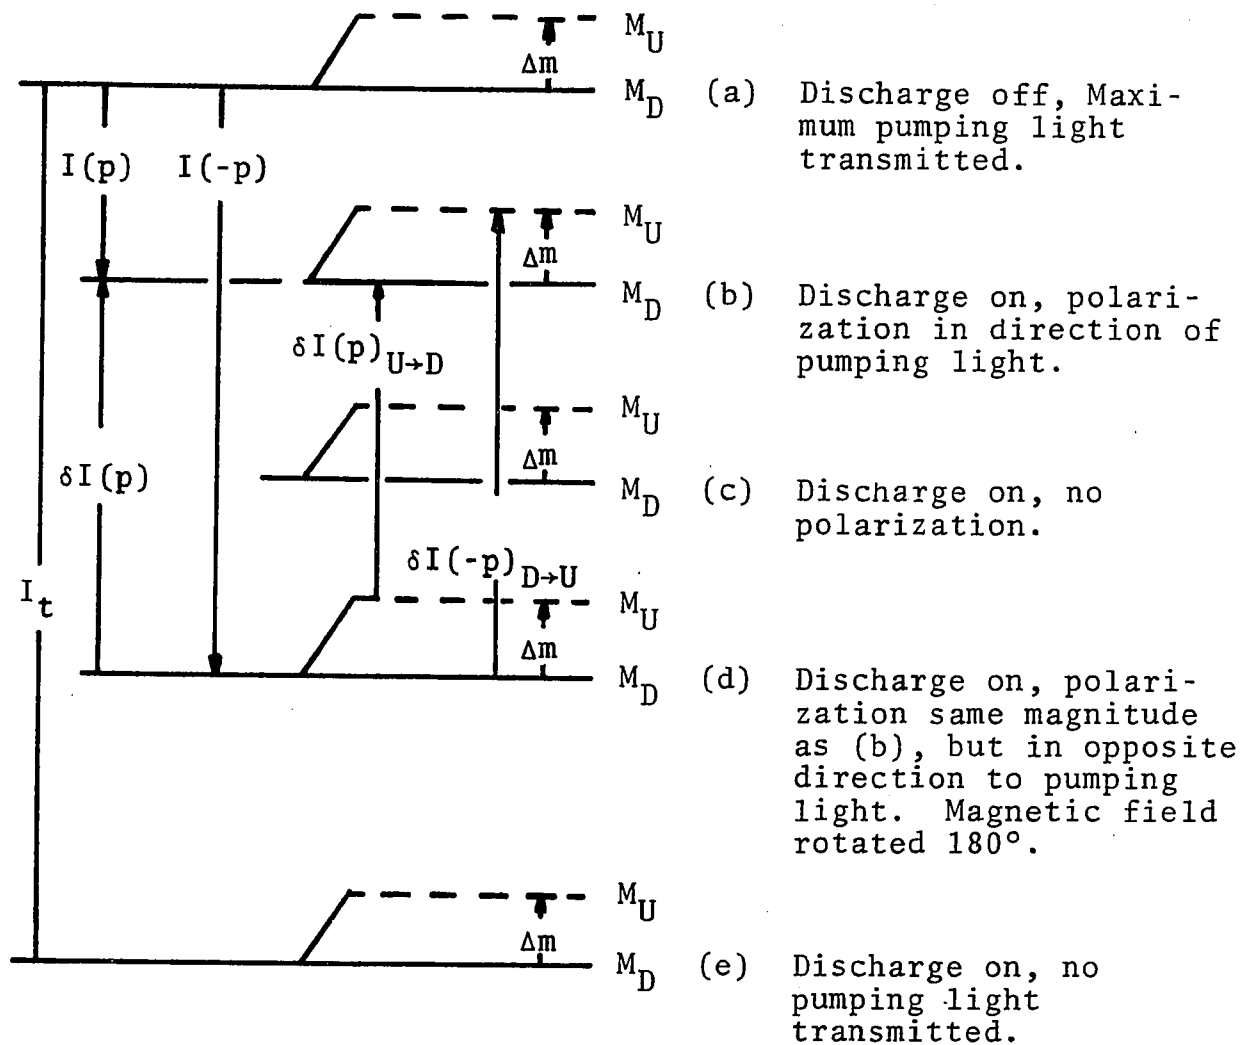 M_U
Δm
M_D
(a) Discharge off, Maxi-
mum pumping light
transmitted.
I(p) I(-p)
M_U
Δm
M_D
(b) Discharge on, polari-
zation in direction of
pumping light.
δI(p)_U→D
M_U
Δm
M_D
δI(p)
(c) Discharge on, no
polarization.
δI(-p)_D→U
I_t
M_U
Δm
M_D
(d) Discharge on, polari-
zation same magnitude
as (b), but in opposite
direction to pumping
light. Magnetic field
rotated 180°.
M_U
Δm
M_D
(e) Discharge on, no
pumping light
transmitted.